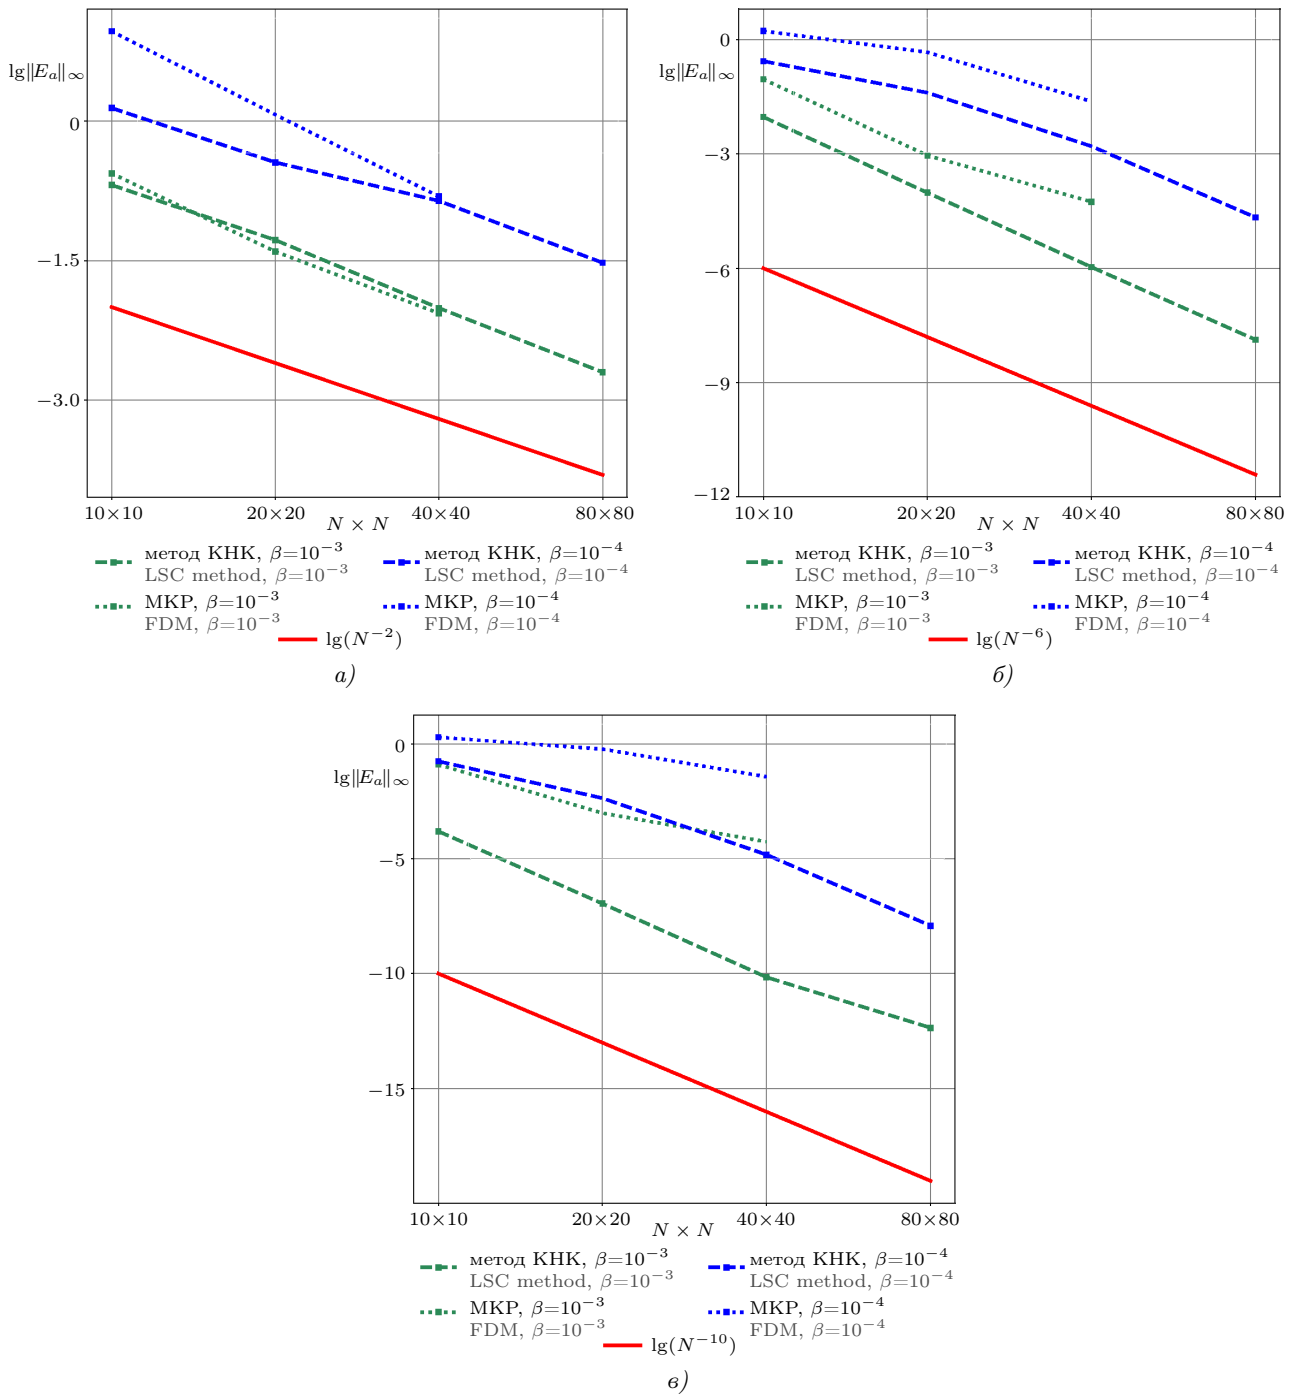 lg||Eₐ||∞
0
−1.5
−3.0
10×10 20×20 40×40 80×80
N × N
метод КНК, β=10⁻³
LSC method, β=10⁻³
МКР, β=10⁻³
FDM, β=10⁻³
метод КНК, β=10⁻⁴
LSC method, β=10⁻⁴
МКР, β=10⁻⁴
FDM, β=10⁻⁴
lg(N⁻²)
а)
lg||Eₐ||∞
0
−3
−6
−9
−12
10×10 20×20 40×40 80×80
N × N
метод КНК, β=10⁻³
LSC method, β=10⁻³
МКР, β=10⁻³
FDM, β=10⁻³
метод КНК, β=10⁻⁴
LSC method, β=10⁻⁴
МКР, β=10⁻⁴
FDM, β=10⁻⁴
lg(N⁻⁶)
б)
0
lg||Eₐ||∞
−5
−10
−15
10×10 20×20 40×40 80×80
N × N
метод КНК, β=10⁻³
LSC method, β=10⁻³
МКР, β=10⁻³
FDM, β=10⁻³
метод КНК, β=10⁻⁴
LSC method, β=10⁻⁴
МКР, β=10⁻⁴
FDM, β=10⁻⁴
lg(N⁻¹⁰)
в)